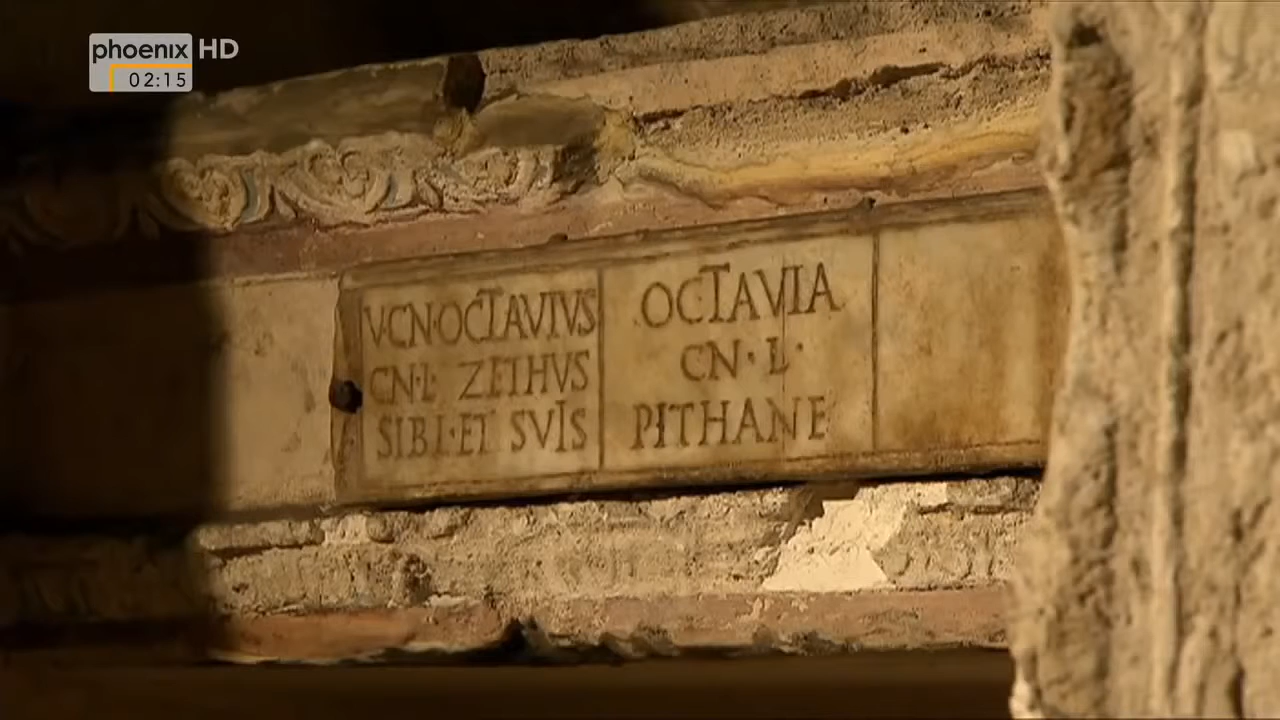 phoenix HD
02:15
V·CN·OCTAVIVS
CN·L· ZETHVS
SIBI·ET SVIS
OCTAVIA
CN·L·
PITHANE